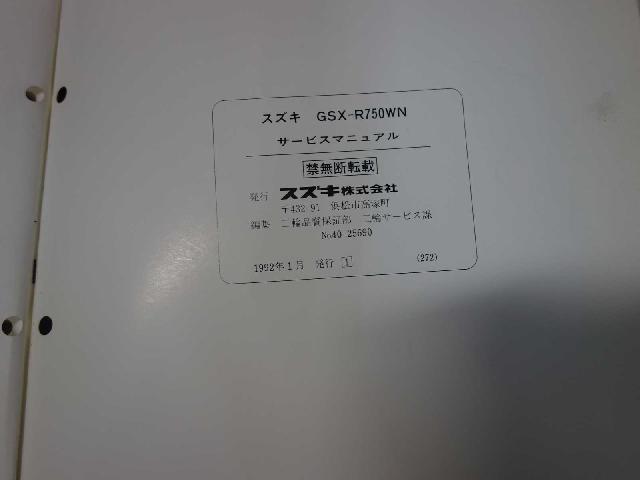 スズキ GSX-R750WN
サービスマニュアル
禁無断転載
発行 スズキ株式会社
〒432-91 浜松市高塚町
編集 二輪品質保証部 二輪サービス課
No.40-25690
1992年1月 発行 [1] (272)